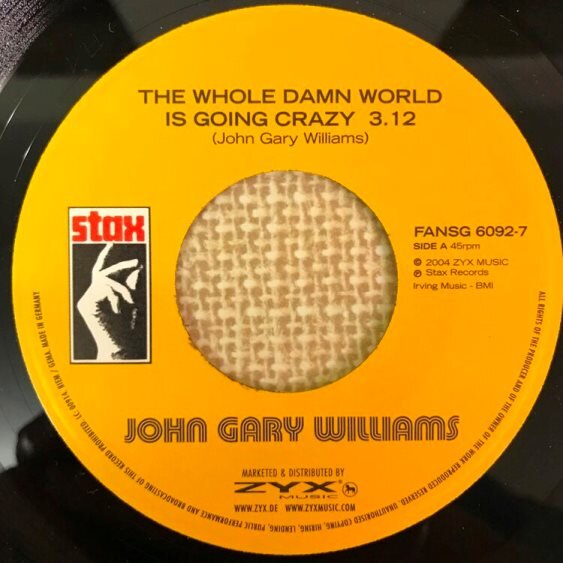 THE WHOLE DAMN WORLD
IS GOING CRAZY 3.12
(John Gary Williams)
stax
FANSG 6092-7
SIDE A 45rpm
© 2004 ZYX MUSIC
℗ Stax Records
Irving Music - BMI
JOHN GARY WILLIAMS
MARKETED & DISTRIBUTED BY
ZYX
MUSIC
WWW.ZYX.DE WWW.ZYXMUSIC.COM
ALL RIGHTS OF THE PRODUCER AND OF THE OWNER OF THE WORK REPRODUCED RESERVED. UNAUTHORISED COPYING, HIRING, LENDING, PUBLIC PERFORMANCE AND BROADCASTING OF THIS RECORD PROHIBITED. LC 00914, BIEM / GEMA. MADE IN GERMANY